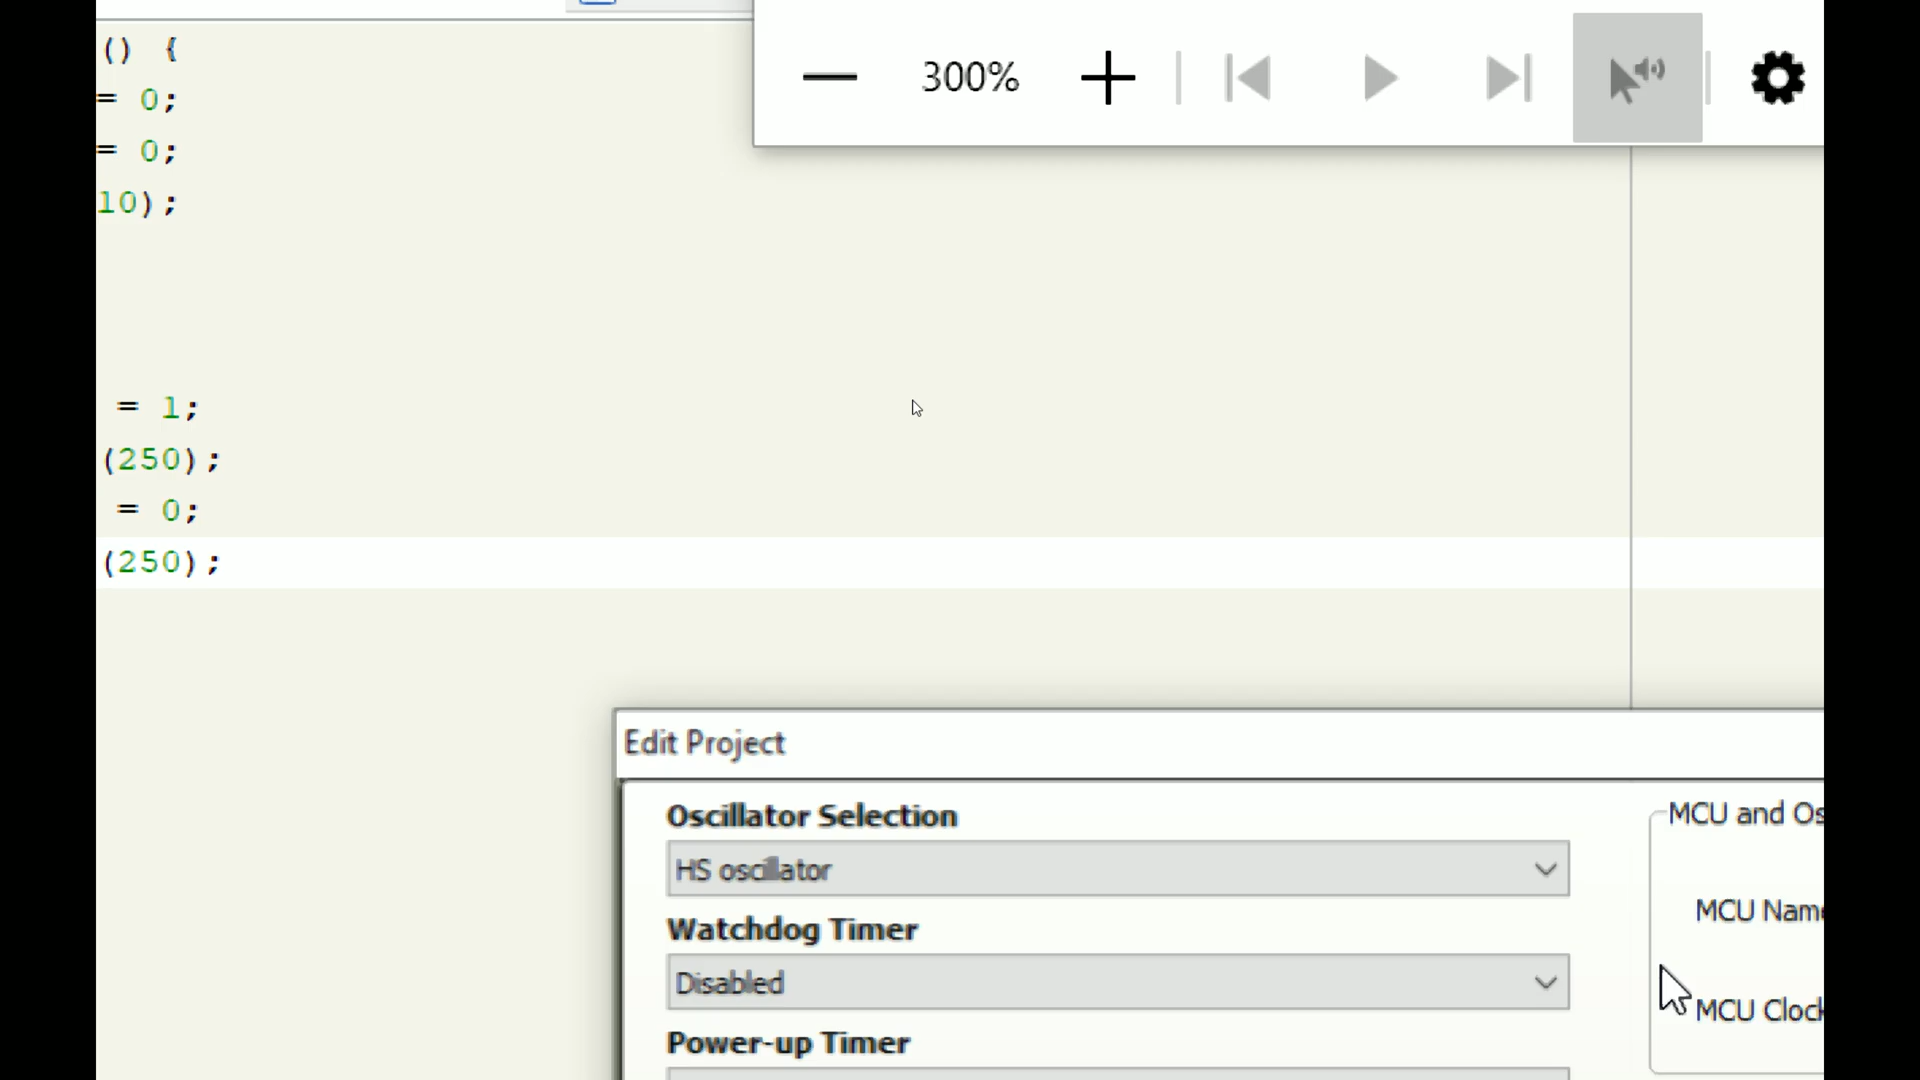 () {
= 0;
= 0;
10);
= 1;
(250);
= 0;
(250);
300%
Edit Project
Oscillator Selection
HS oscillator
Watchdog Timer
Disabled
Power-up Timer
MCU and Os
MCU Name
MCU Clock